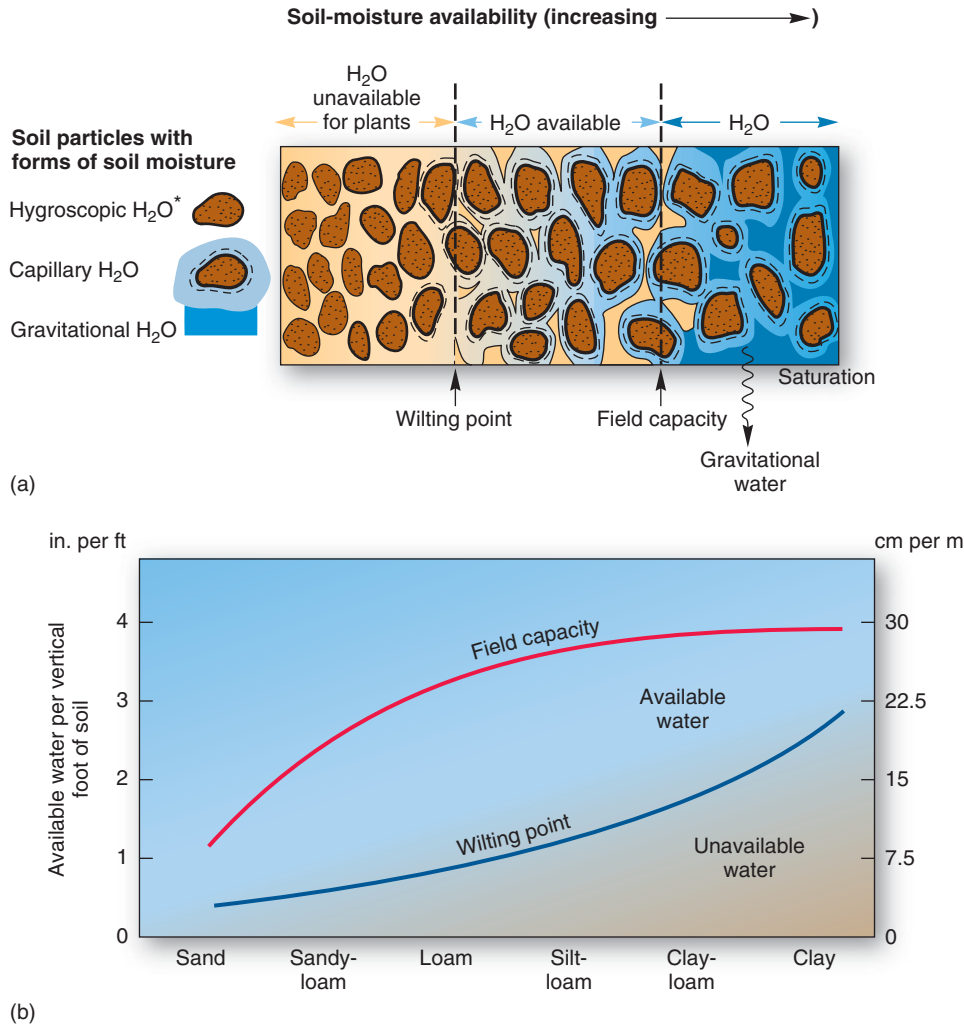 Soil-moisture availability (increasing ⟶)
H₂O
unavailable
for plants
H₂O available
H₂O
Soil particles with
forms of soil moisture
Hygroscopic H₂O*
Capillary H₂O
Gravitational H₂O
Saturation
Wilting point
Field capacity
Gravitational
water
(a)
in. per ft
cm per m
Available water per vertical
foot of soil
4
3
2
1
0
30
22.5
15
7.5
0
Field capacity
Available
water
Wilting point
Unavailable
water
Sand
Sandy-
loam
Loam
Silt-
loam
Clay-
loam
Clay
(b)